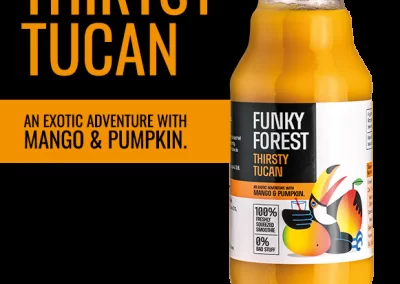 THIRSTY
TUCAN
AN EXOTIC ADVENTURE WITH
MANGO & PUMPKIN.
FUNKY
FOREST
THIRSTY
TUCAN
AN EXOTIC ADVENTURE WITH
MANGO & PUMPKIN.
100%
FRESHLY
SQUEEZED
SMOOTHIE
0%
BAD STUFF